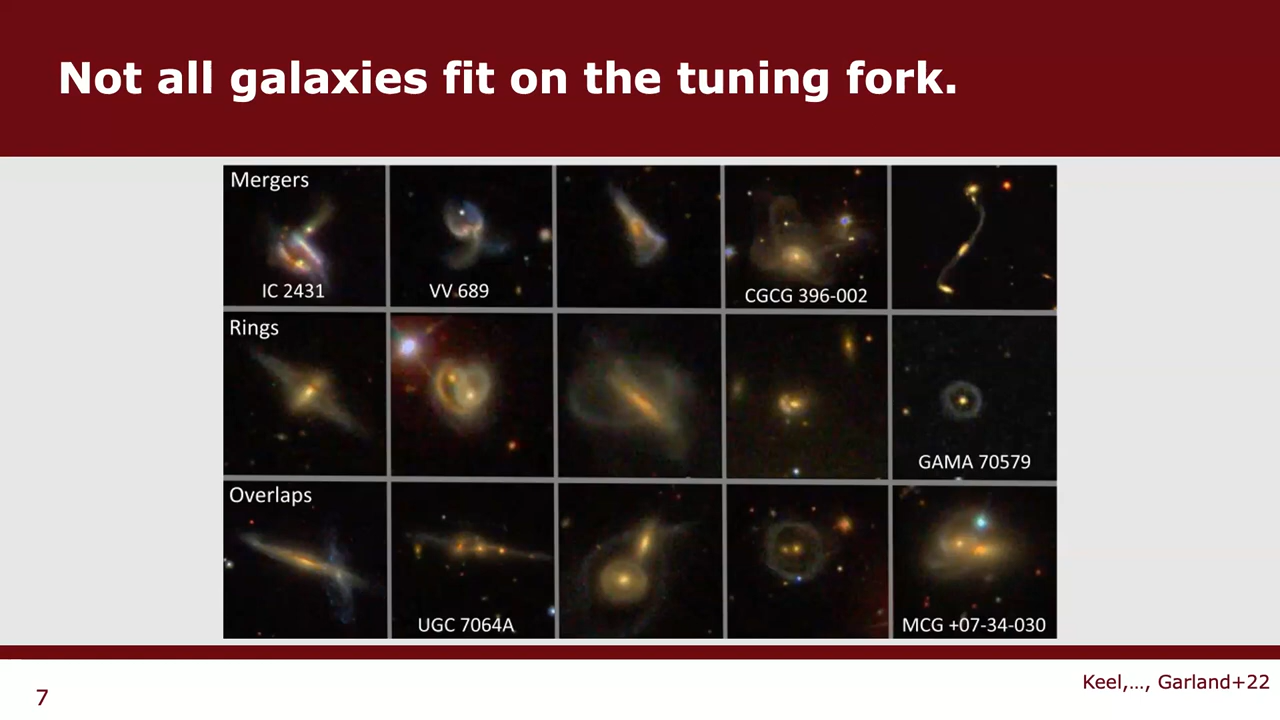 Not all galaxies fit on the tuning fork.
Mergers
IC 2431
VV 689
CGCG 396-002
Rings
GAMA 70579
Overlaps
UGC 7064A
MCG +07-34-030
Keel,..., Garland+22
7